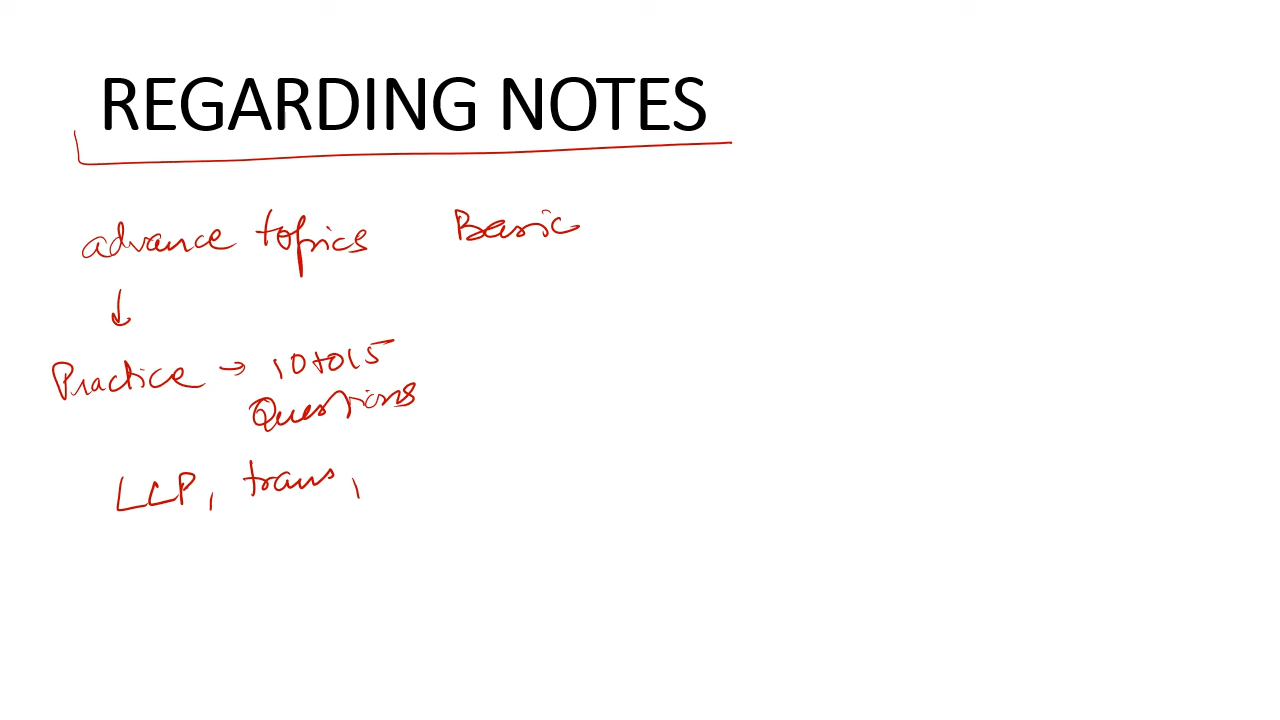 REGARDING NOTES
advance topics Basic
↓
Practice → 10 to 15
Questions
LCP, trans,